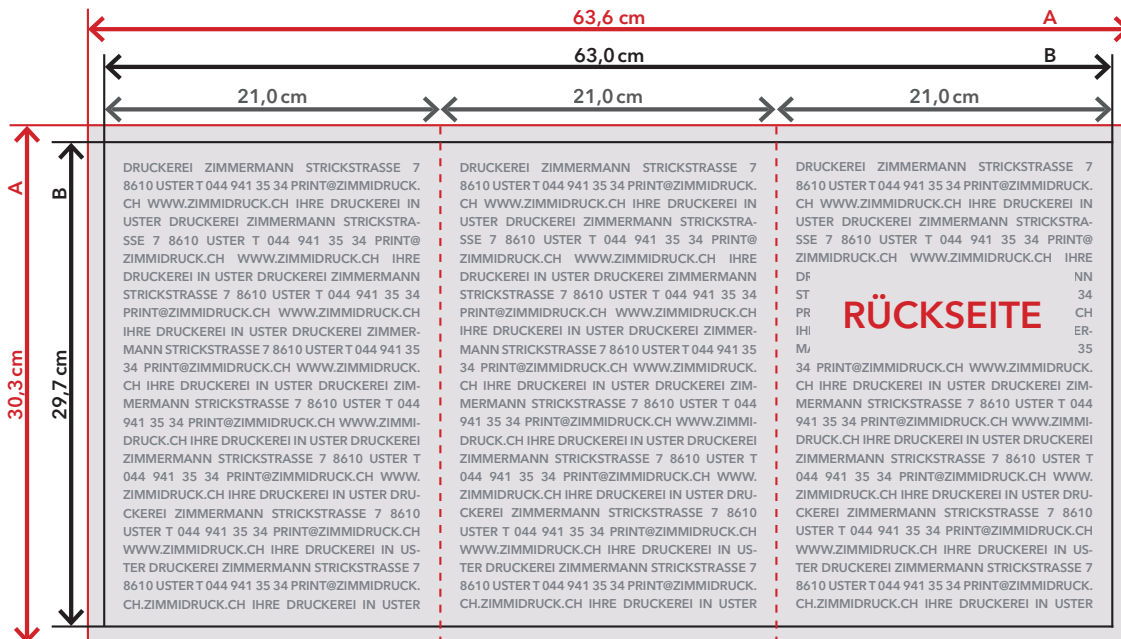 63,6 cm A
63,0 cm B
21,0 cm 21,0 cm 21,0 cm
A
30,3 cm
B
29,7 cm
DRUCKEREI ZIMMERMANN STRICKSTRASSE 7
8610 USTER T 044 941 35 34 PRINT@ZIMMIDRUCK.
CH WWW.ZIMMIDRUCK.CH IHRE DRUCKEREI IN
USTER DRUCKEREI ZIMMERMANN STRICKSTRA-
SSE 7 8610 USTER T 044 941 35 34 PRINT@
ZIMMIDRUCK.CH WWW.ZIMMIDRUCK.CH IHRE
DRUCKEREI IN USTER DRUCKEREI ZIMMERMANN
STRICKSTRASSE 7 8610 USTER T 044 941 35 34
PRINT@ZIMMIDRUCK.CH WWW.ZIMMIDRUCK.CH
IHRE DRUCKEREI IN USTER DRUCKEREI ZIMMER-
MANN STRICKSTRASSE 7 8610 USTER T 044 941 35
34 PRINT@ZIMMIDRUCK.CH WWW.ZIMMIDRUCK.
CH IHRE DRUCKEREI IN USTER DRUCKEREI ZIM-
MERMANN STRICKSTRASSE 7 8610 USTER T 044
941 35 34 PRINT@ZIMMIDRUCK.CH WWW.ZIMMI-
DRUCK.CH IHRE DRUCKEREI IN USTER DRUCKEREI
ZIMMERMANN STRICKSTRASSE 7 8610 USTER T
044 941 35 34 PRINT@ZIMMIDRUCK.CH WWW.
ZIMMIDRUCK.CH IHRE DRUCKEREI IN USTER DRU-
CKEREI ZIMMERMANN STRICKSTRASSE 7 8610
USTER T 044 941 35 34 PRINT@ZIMMIDRUCK.CH
WWW.ZIMMIDRUCK.CH IHRE DRUCKEREI IN US-
TER DRUCKEREI ZIMMERMANN STRICKSTRASSE 7
8610 USTER T 044 941 35 34 PRINT@ZIMMIDRUCK.
CH.ZIMMIDRUCK.CH IHRE DRUCKEREI IN USTER
DRUCKEREI ZIMMERMANN STRICKSTRASSE 7
8610 USTER T 044 941 35 34 PRINT@ZIMMIDRUCK.
CH WWW.ZIMMIDRUCK.CH IHRE DRUCKEREI IN
USTER DRUCKEREI ZIMMERMANN STRICKSTRA-
SSE 7 8610 USTER T 044 941 35 34 PRINT@
ZIMMIDRUCK.CH WWW.ZIMMIDRUCK.CH IHRE
DRUCKEREI IN USTER DRUCKEREI ZIMMERMANN
STRICKSTRASSE 7 8610 USTER T 044 941 35 34
PRINT@ZIMMIDRUCK.CH WWW.ZIMMIDRUCK.CH
IHRE DRUCKEREI IN USTER DRUCKEREI ZIMMER-
MANN STRICKSTRASSE 7 8610 USTER T 044 941 35
34 PRINT@ZIMMIDRUCK.CH WWW.ZIMMIDRUCK.
CH IHRE DRUCKEREI IN USTER DRUCKEREI ZIM-
MERMANN STRICKSTRASSE 7 8610 USTER T 044
941 35 34 PRINT@ZIMMIDRUCK.CH WWW.ZIMMI-
DRUCK.CH IHRE DRUCKEREI IN USTER DRUCKEREI
ZIMMERMANN STRICKSTRASSE 7 8610 USTER T
044 941 35 34 PRINT@ZIMMIDRUCK.CH WWW.
ZIMMIDRUCK.CH IHRE DRUCKEREI IN USTER DRU-
CKEREI ZIMMERMANN STRICKSTRASSE 7 8610
USTER T 044 941 35 34 PRINT@ZIMMIDRUCK.CH
WWW.ZIMMIDRUCK.CH IHRE DRUCKEREI IN US-
TER DRUCKEREI ZIMMERMANN STRICKSTRASSE 7
8610 USTER T 044 941 35 34 PRINT@ZIMMIDRUCK.
CH.ZIMMIDRUCK.CH IHRE DRUCKEREI IN USTER
DRUCKEREI ZIMMERMANN STRICKSTRASSE 7
8610 USTER T 044 941 35 34 PRINT@ZIMMIDRUCK.
CH WWW.ZIMMIDRUCK.CH IHRE DRUCKEREI IN
USTER DRUCKEREI ZIMMERMANN STRICKSTRA-
SSE 7 8610 USTER T 044 941 35 34 PRINT@
ZIMMIDRUCK.CH WWW.ZIMMIDRUCK.CH IHRE
DR NN
ST 34
PR CH
RÜCKSEITE
IH ER-
MA 35
34 PRINT@ZIMMIDRUCK.CH WWW.ZIMMIDRUCK.
CH IHRE DRUCKEREI IN USTER DRUCKEREI ZIM-
MERMANN STRICKSTRASSE 7 8610 USTER T 044
941 35 34 PRINT@ZIMMIDRUCK.CH WWW.ZIMMI-
DRUCK.CH IHRE DRUCKEREI IN USTER DRUCKEREI
ZIMMERMANN STRICKSTRASSE 7 8610 USTER T
044 941 35 34 PRINT@ZIMMIDRUCK.CH WWW.
ZIMMIDRUCK.CH IHRE DRUCKEREI IN USTER DRU-
CKEREI ZIMMERMANN STRICKSTRASSE 7 8610
USTER T 044 941 35 34 PRINT@ZIMMIDRUCK.CH
WWW.ZIMMIDRUCK.CH IHRE DRUCKEREI IN US-
TER DRUCKEREI ZIMMERMANN STRICKSTRASSE 7
8610 USTER T 044 941 35 34 PRINT@ZIMMIDRUCK.
CH.ZIMMIDRUCK.CH IHRE DRUCKEREI IN USTER